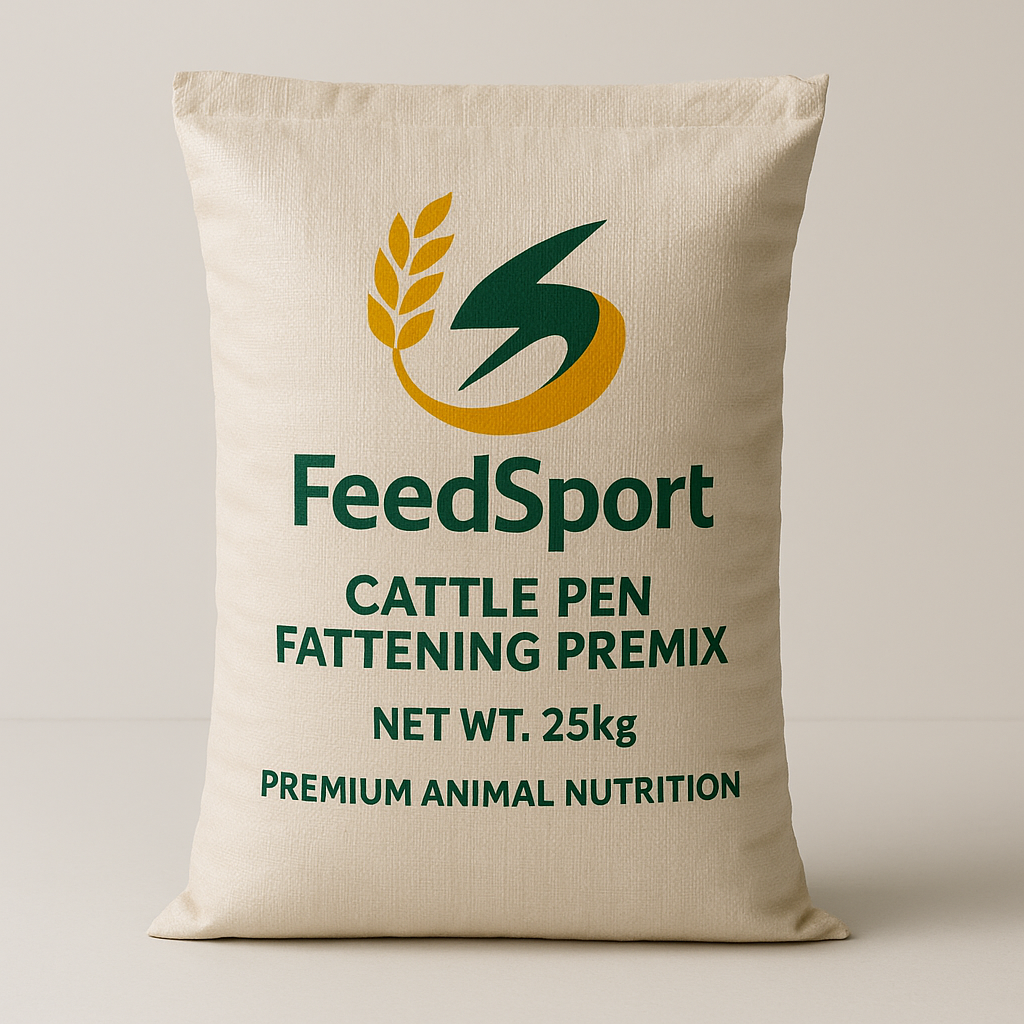 FeedSport
CATTLE PEN
FATTENING PREMIX
NET WT. 25kg
PREMIUM ANIMAL NUTRITION